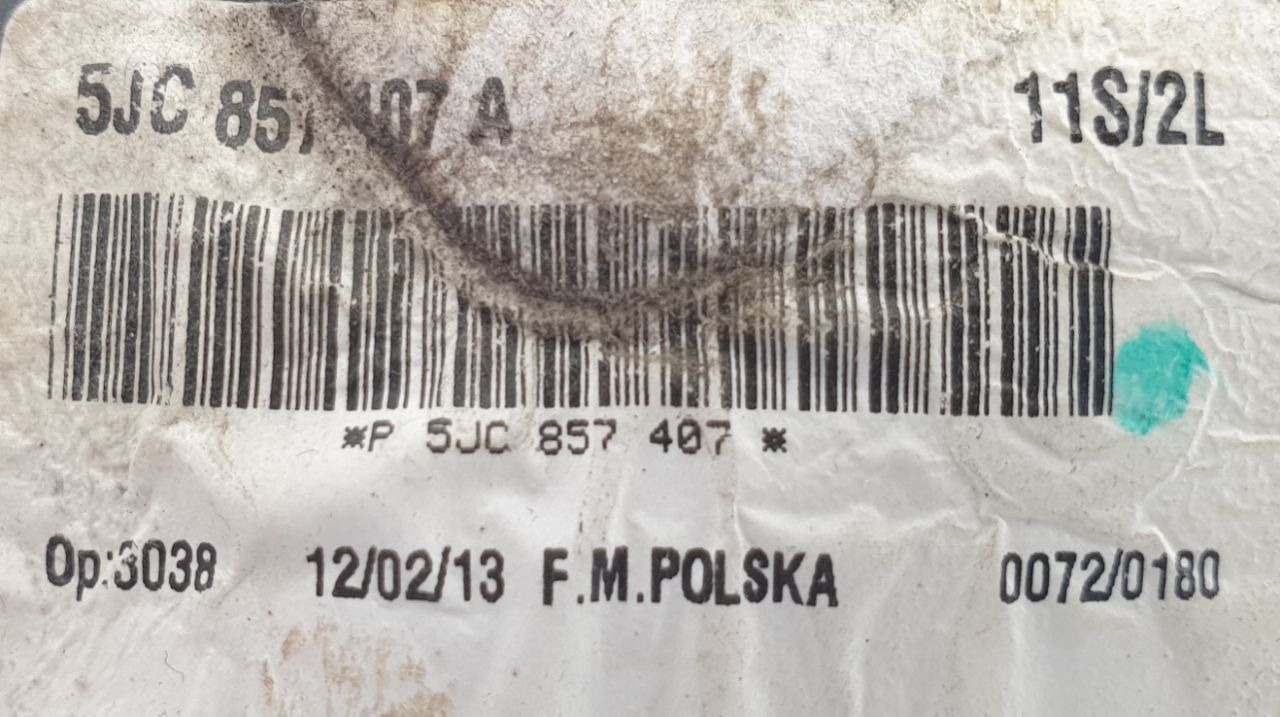 5JC 857 407 A 11S/2L
*P 5JC 857 407 *
Op:3038 12/02/13 F.M.POLSKA 0072/0180